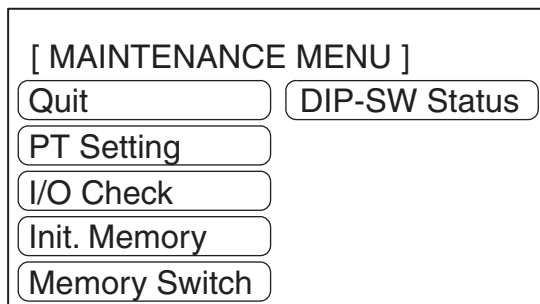 [ MAINTENANCE MENU ]
Quit DIP-SW Status
PT Setting
I/O Check
Init. Memory
Memory Switch